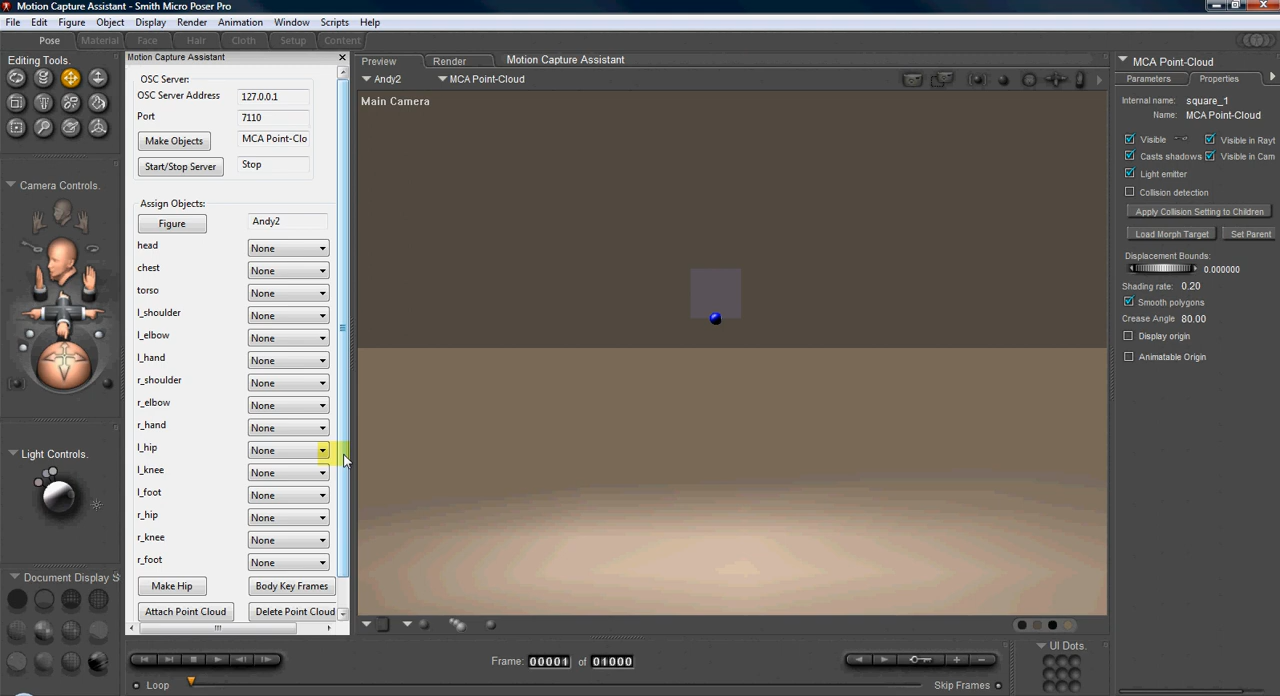 Motion Capture Assistant - Smith Micro Poser Pro
File Edit Figure Object Display Render Animation Window Scripts Help
Pose Material Face Hair Cloth Setup Content
Editing Tools.
Camera Controls.
Light Controls.
Document Display S
Motion Capture Assistant
OSC Server:
OSC Server Address 127.0.0.1
Port 7110
Make Objects MCA Point-Clo
Start/Stop Server Stop
Assign Objects:
Figure Andy2
head None
chest None
torso None
l_shoulder None
l_elbow None
l_hand None
r_shoulder None
r_elbow None
r_hand None
l_hip None
l_knee None
l_foot None
r_hip None
r_knee None
r_foot None
Make Hip Body Key Frames
Attach Point Cloud Delete Point Cloud
Preview Render Motion Capture Assistant
Andy2 MCA Point-Cloud
Main Camera
Frame: 00001 of 01000
Loop Skip Frames
MCA Point-Cloud
Parameters Properties
Internal name: square_1
Name: MCA Point-Cloud
Visible Visible in Rayt
Casts shadows Visible in Cam
Light emitter
Collision detection
Apply Collision Setting to Children
Load Morph Target Set Parent
Displacement Bounds:
0.000000
Shading rate: 0.20
Smooth polygons
Crease Angle 80.00
Display origin
Animatable Origin
UI Dots.